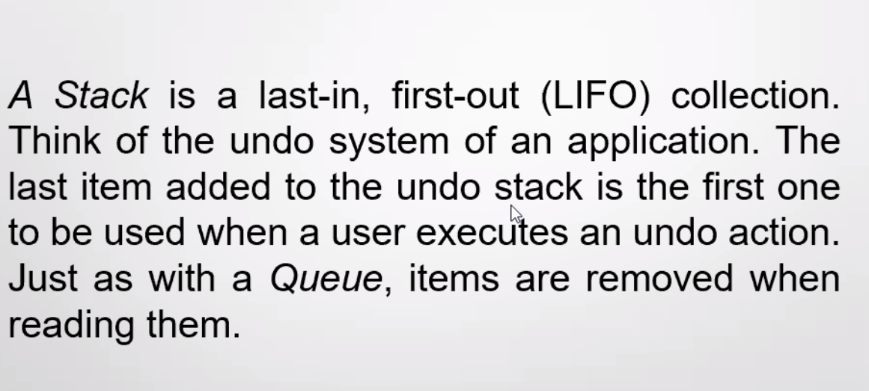 A Stack is a last-in, first-out (LIFO) collection.
Think of the undo system of an application. The
last item added to the undo stack is the first one
to be used when a user executes an undo action.
Just as with a Queue, items are removed when
reading them.